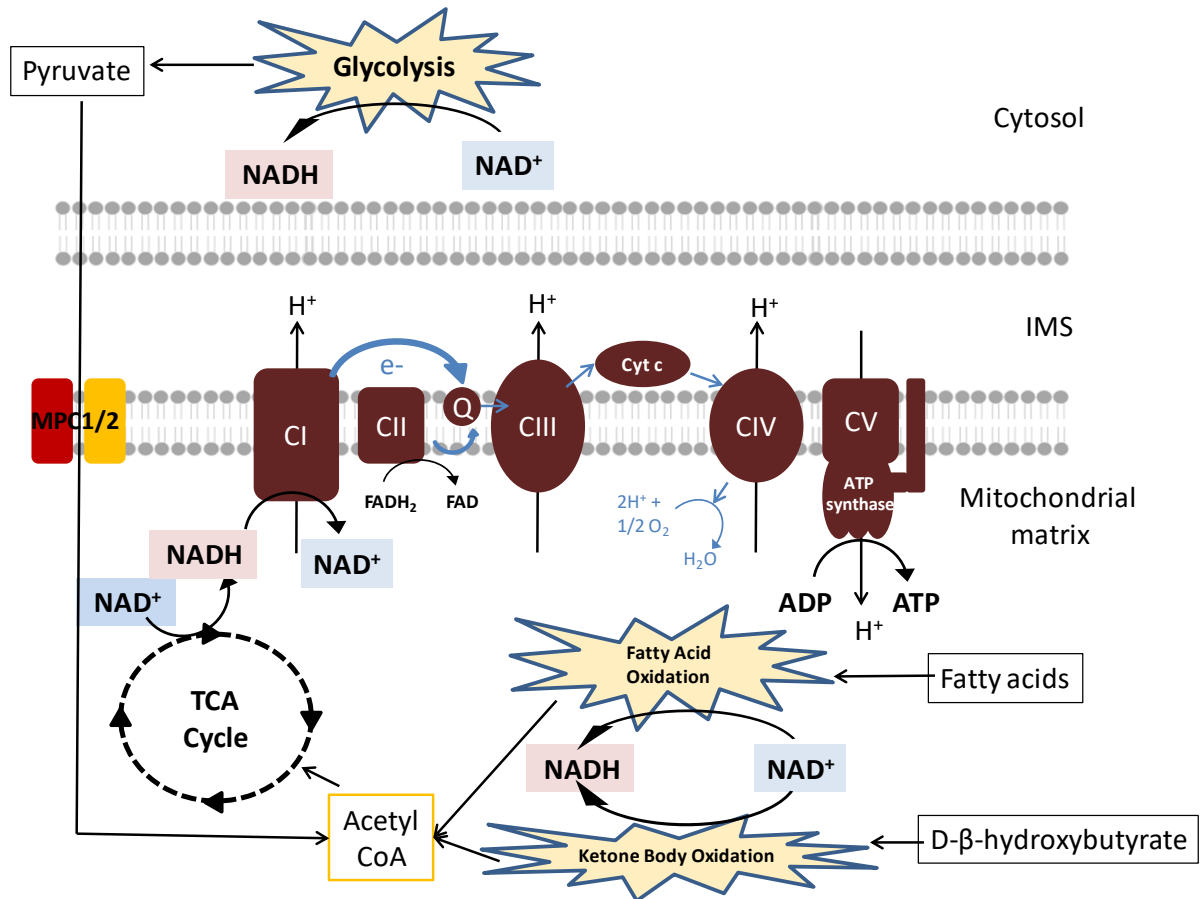 Glycolysis
Pyruvate
Cytosol
NADH
NAD⁺
H⁺
H⁺
H⁺
IMS
e-
Cyt c
MPC1/2
Q
CI
CII
CIII
CIV
CV
ATP
synthase
FADH₂
FAD
2H⁺ +
1/2 O₂
H₂O
Mitochondrial
matrix
NADH
NAD⁺
NAD⁺
ADP
ATP
H⁺
Fatty Acid
Oxidation
Fatty acids
TCA
Cycle
NADH
NAD⁺
Acetyl
CoA
Ketone Body Oxidation
D-β-hydroxybutyrate